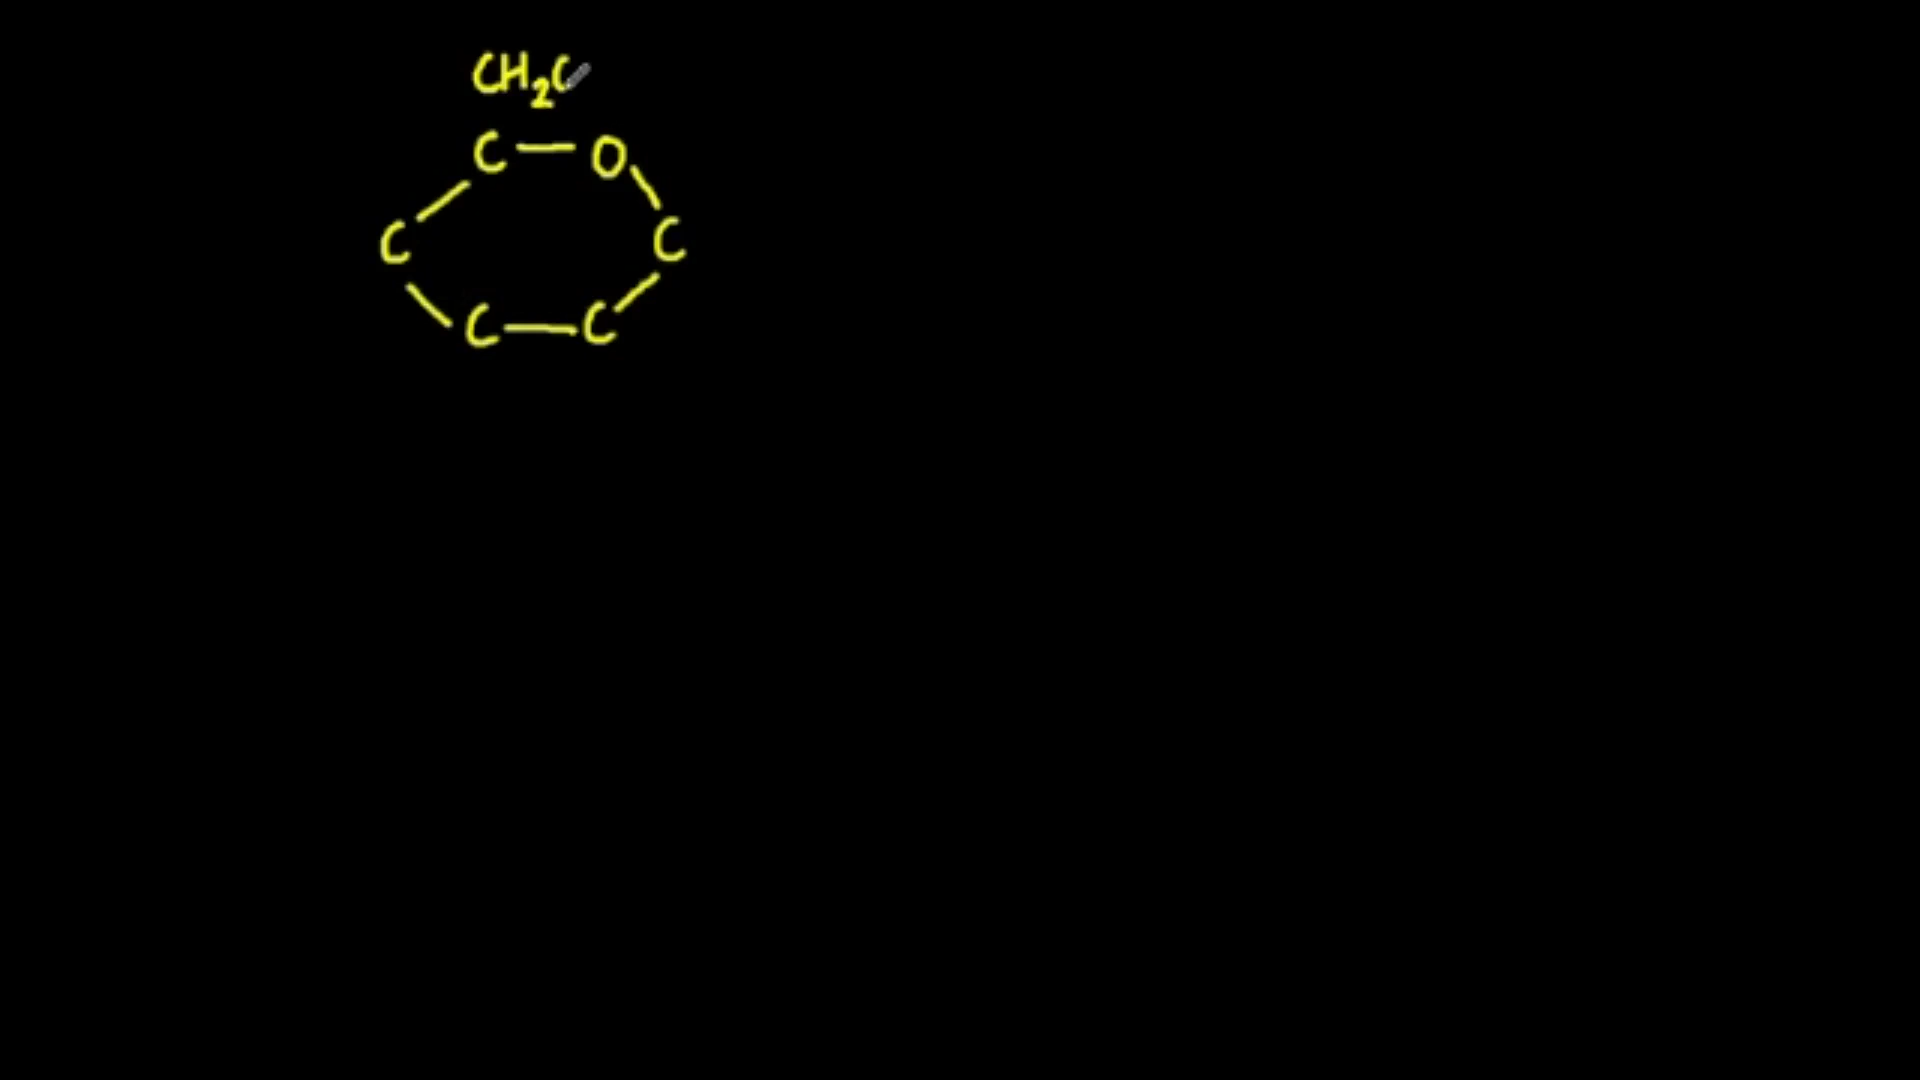 CH₂C
C — O
C C
C — C